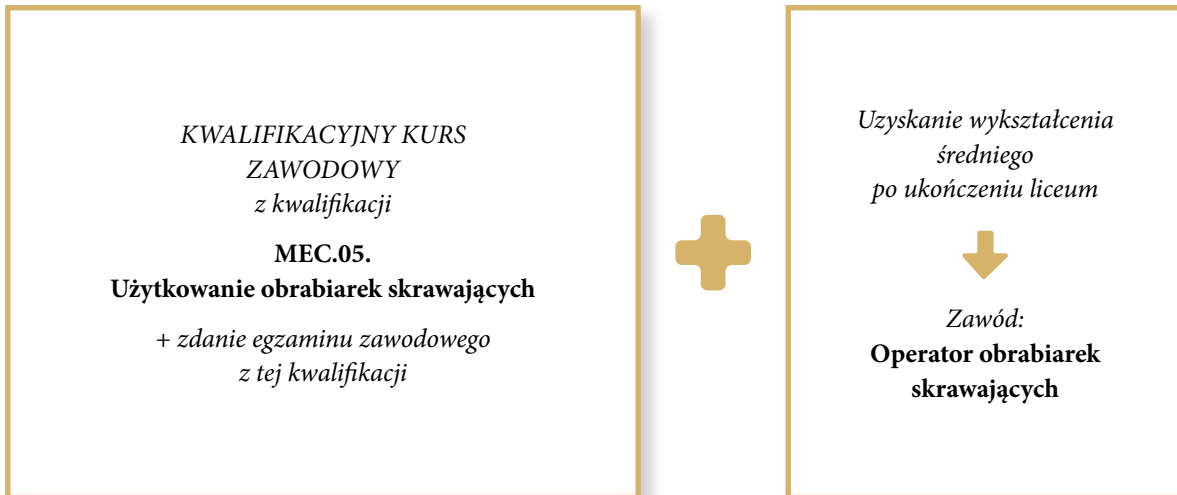 KWALIFIKACYJNY KURS
ZAWODOWY
z kwalifikacji
MEC.05.
Użytkowanie obrabiarek skrawających
+ zdanie egzaminu zawodowego
z tej kwalifikacji
Uzyskanie wykształcenia
średniego
po ukończeniu liceum
Zawód:
Operator obrabiarek
skrawających